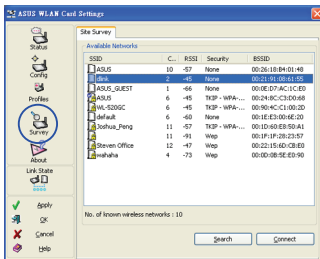 ASUS WLAN Card Settings
Status
Config
Profiles
Survey
About
Link State
Apply
OK
Cancel
Help
Site Survey
Available Networks
SSID C... RSSI Security BSSID
ASUS 10 -57 None 00:26:18:B4:01:48
dlink 2 -45 None 00:21:91:08:61:55
ASUS_GUEST 1 -66 None 00:0E:D7:AC:1C:E0
ASUS 6 -45 TKIP - WPA-... 00:24:8C:C3:D0:68
WL-520GC 6 -45 TKIP - WPA-... 00:90:4C:C1:00:2D
default 6 -60 None 00:1E:E3:00:6E:20
Joshua_Peng 11 -57 TKIP - WPA-... 00:1D:60:E8:50:A1
11 -91 Wep 00:1F:1F:28:23:57
Steven Office 12 -47 Wep 00:22:15:6D:CB:E0
wahaha 4 -73 Wep 00:0D:0B:5E:ED:90
No. of known wireless networks : 10
Search Connect